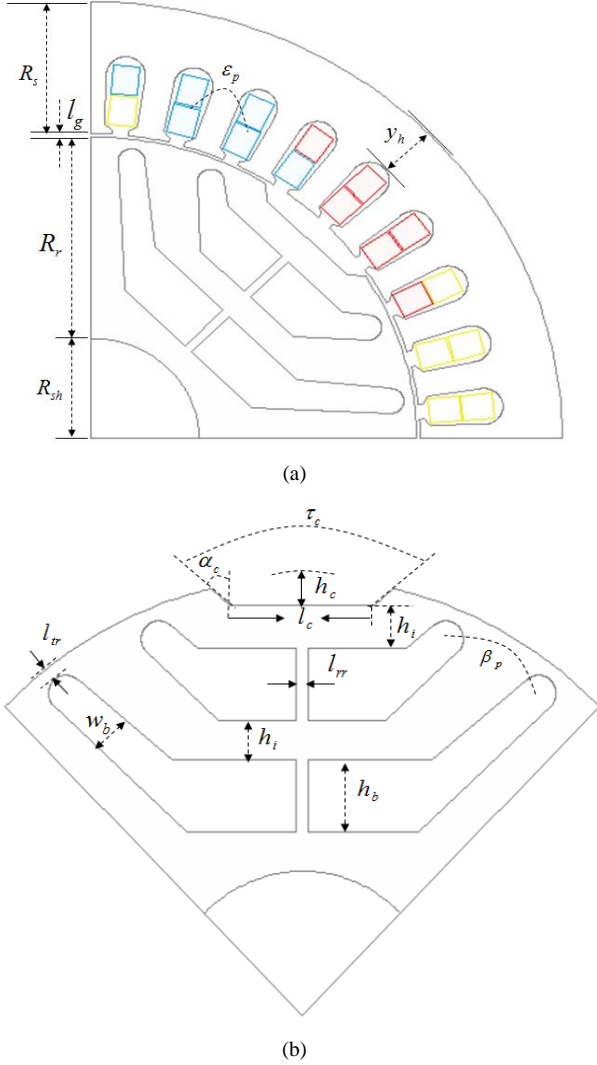 R_s
ε_p
l_g
y_h
R_r
R_sh
(a)
τ_c
α_c
h_c
l_c
h_i
l_tr
l_rr
β_p
w_b
h_i
h_b
(b)